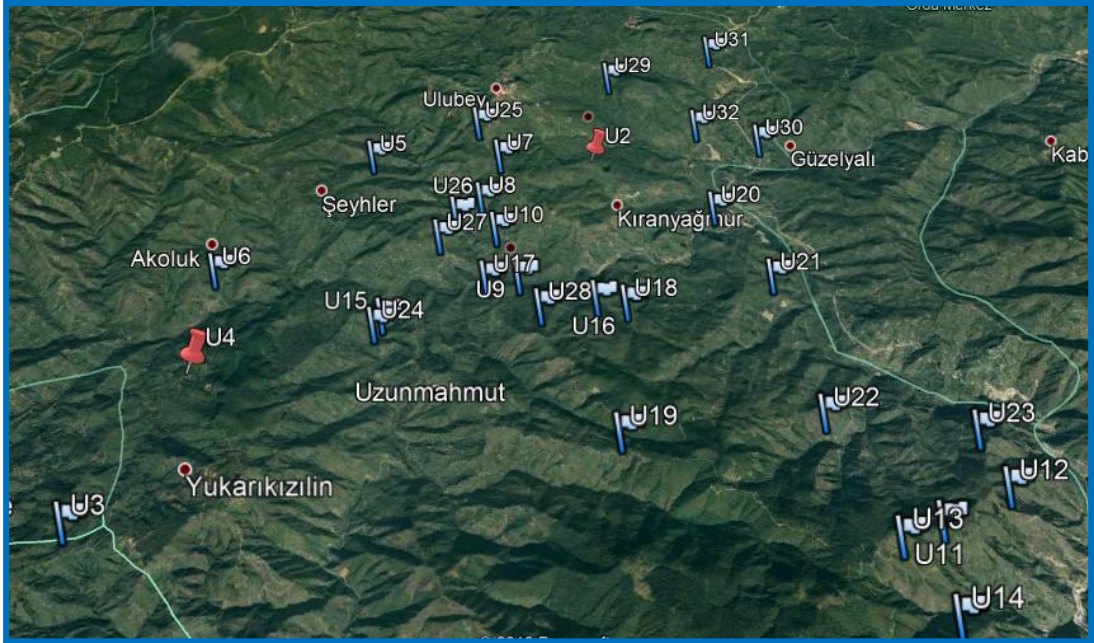 Ordu Merkez
U31
U29
Ulubey
U25
U32
U2
U30
U5
U7
Güzelyalı
Kab
U26
U8
Şeyhler
U20
U10
Kıranyağmur
U27
Akoluk
U6
U17
U21
U9
U28
U18
U15
U24
U16
U4
Uzunmahmut
U22
U19
U23
U12
Yukarıkızılin
U3
U13
U11
U14